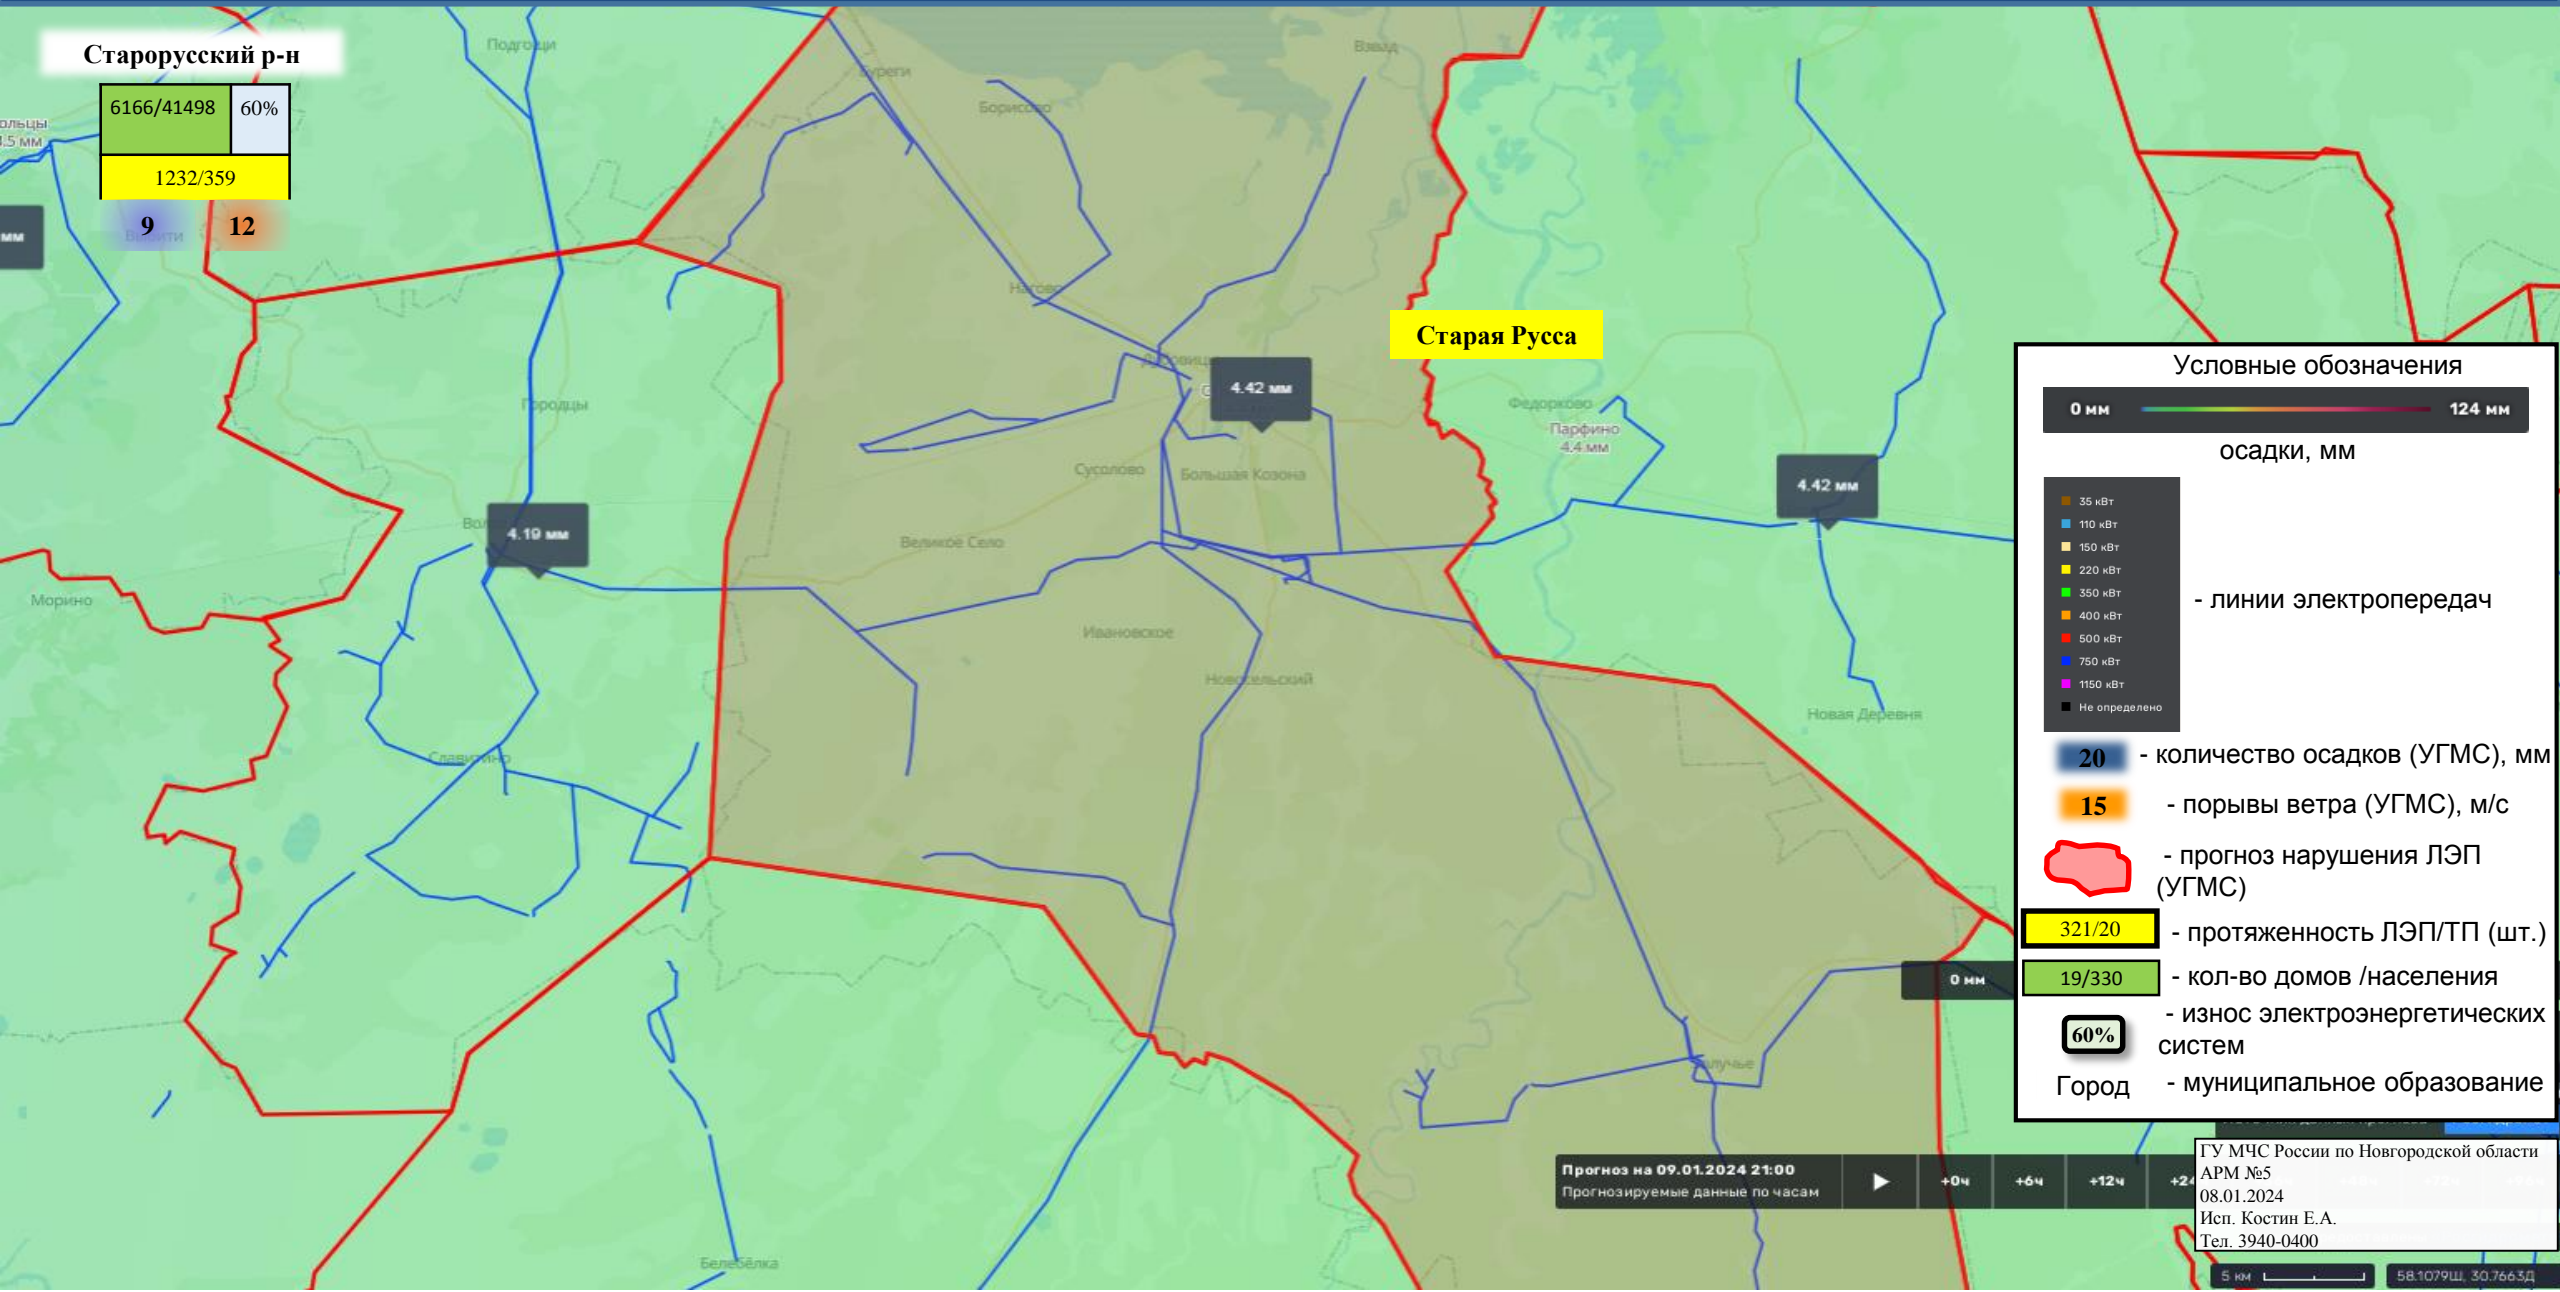 Старорусский р-н
6166/41498
60%
1232/359
9
12
Подгощи
Буреги
Взвад
Борисово
4.5 мм
мм
Нагово
Старая Русса
4.42 мм
Городцы
Федорково
Парфино
4.4 мм
Сусолово
Большая Козона
4.42 мм
4.19 мм
Великое Село
Морино
Ивановское
Новосельский
Новая Деревня
Славитино
0 мм
Белебёлка
Условные обозначения
0 мм
124 мм
осадки, мм
35 кВт
110 кВт
150 кВт
220 кВт
350 кВт
400 кВт
500 кВт
750 кВт
1150 кВт
Не определено
- линии электропередач
20 - количество осадков (УГМС), мм
15 - порывы ветра (УГМС), м/с
- прогноз нарушения ЛЭП
(УГМС)
321/20 - протяженность ЛЭП/ТП (шт.)
19/330 - кол-во домов /населения
60% - износ электроэнергетических
систем
Город - муниципальное образование
Прогноз на 09.01.2024 21:00
Прогнозируемые данные по часам
+0ч
+6ч
+12ч
+24
ГУ МЧС России по Новгородской области
АРМ №5
08.01.2024
Исп. Костин Е.А.
Тел. 3940-0400
5 км
58.1079Ш, 30.7663Д